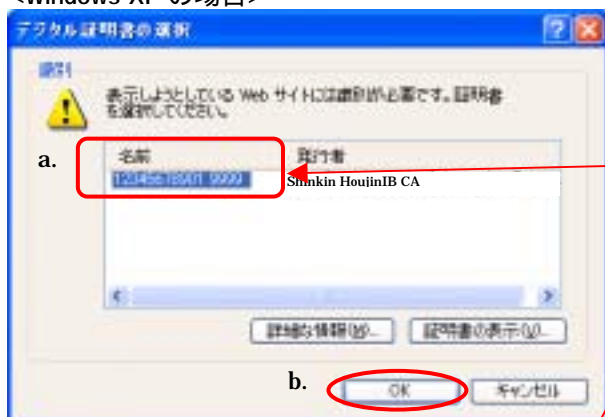 <Windows XP の場合>
デジタル証明書の選択
識別
表示しようとしている Web サイトには識別が必要です。証明書
を選択してください。
a.
名前 発行者
Shinkin HoujinIB CA
詳細な情報(M)... 証明書の表示(V)...
b.
OK キャンセル